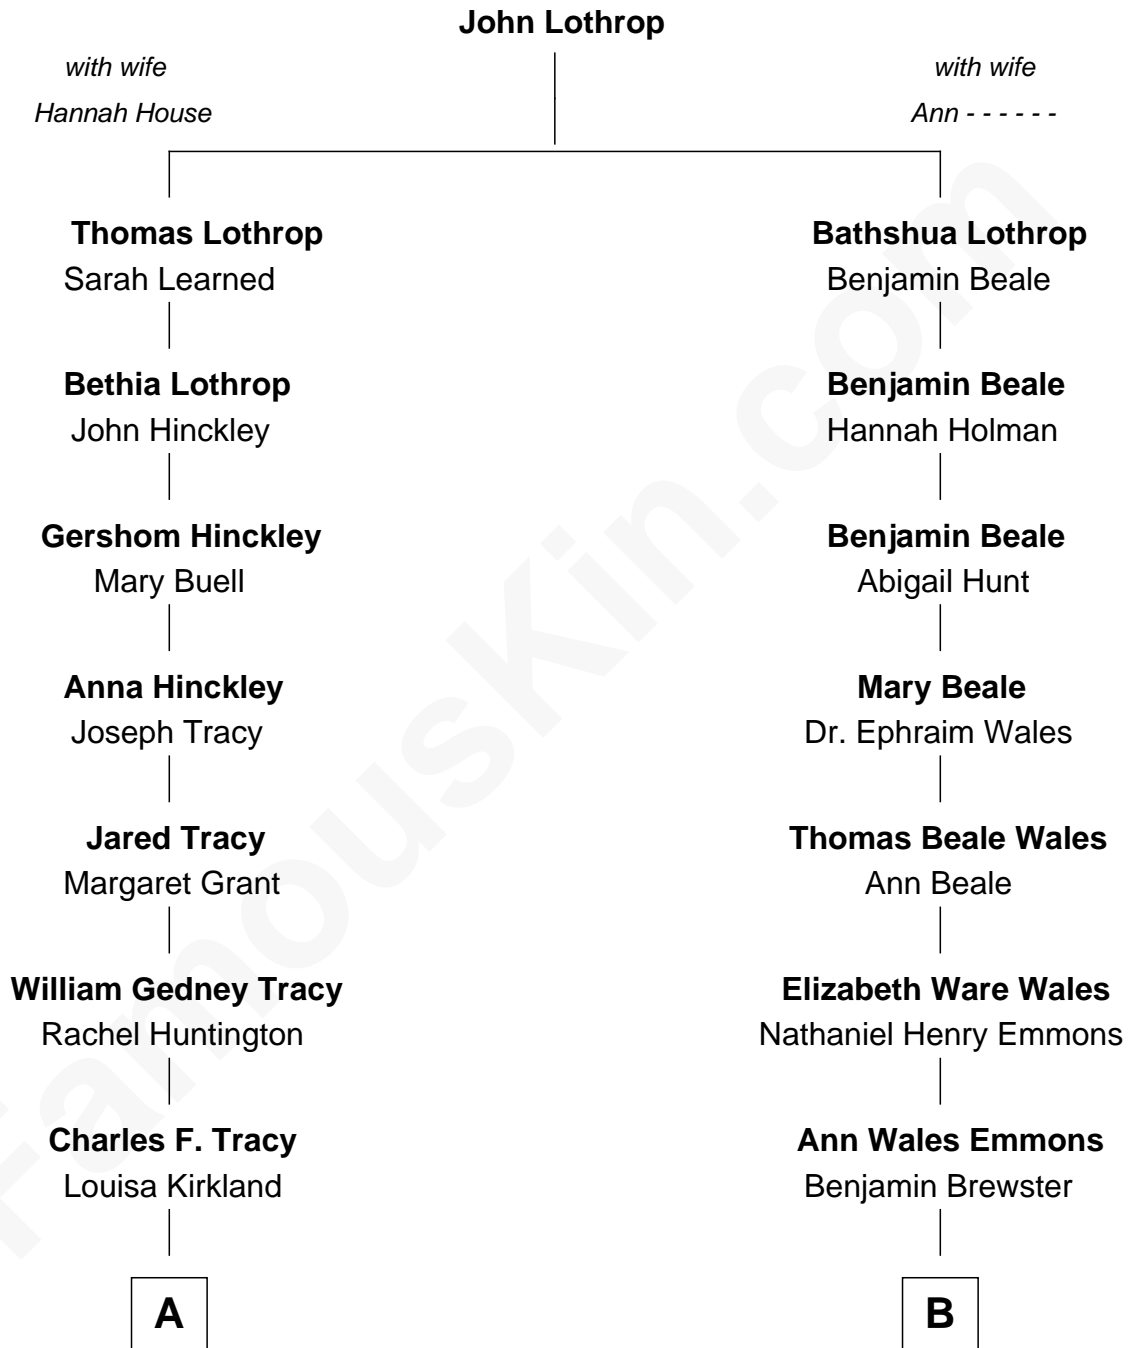 John Lothrop
with wife
Hannah House
with wife
Ann - - - - - -
Thomas Lothrop
Sarah Learned
Bathshua Lothrop
Benjamin Beale
Bethia Lothrop
John Hinckley
Benjamin Beale
Hannah Holman
Gershom Hinckley
Mary Buell
Benjamin Beale
Abigail Hunt
Anna Hinckley
Joseph Tracy
Mary Beale
Dr. Ephraim Wales
Jared Tracy
Margaret Grant
Thomas Beale Wales
Ann Beale
William Gedney Tracy
Rachel Huntington
Elizabeth Ware Wales
Nathaniel Henry Emmons
Charles F. Tracy
Louisa Kirkland
Ann Wales Emmons
Benjamin Brewster
A
B
FamousKin.com